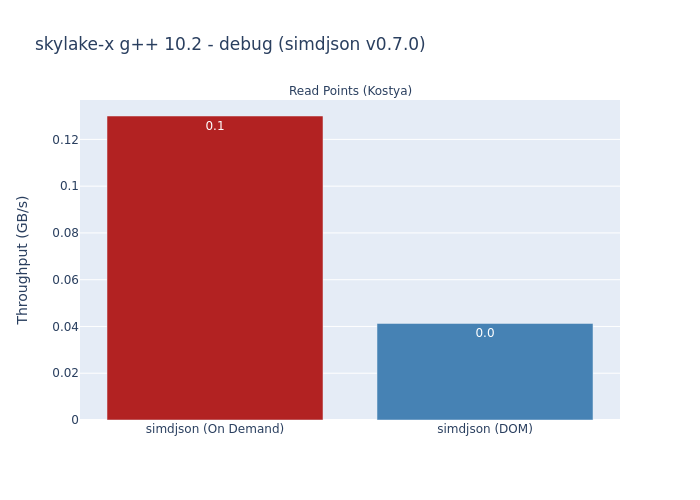 skylake-x g++ 10.2 - debug (simdjson v0.7.0)
Read Points (Kostya)
Throughput (GB/s)
0.12
0.1
0.08
0.06
0.04
0.02
0
0.1
0.0
simdjson (On Demand)
simdjson (DOM)